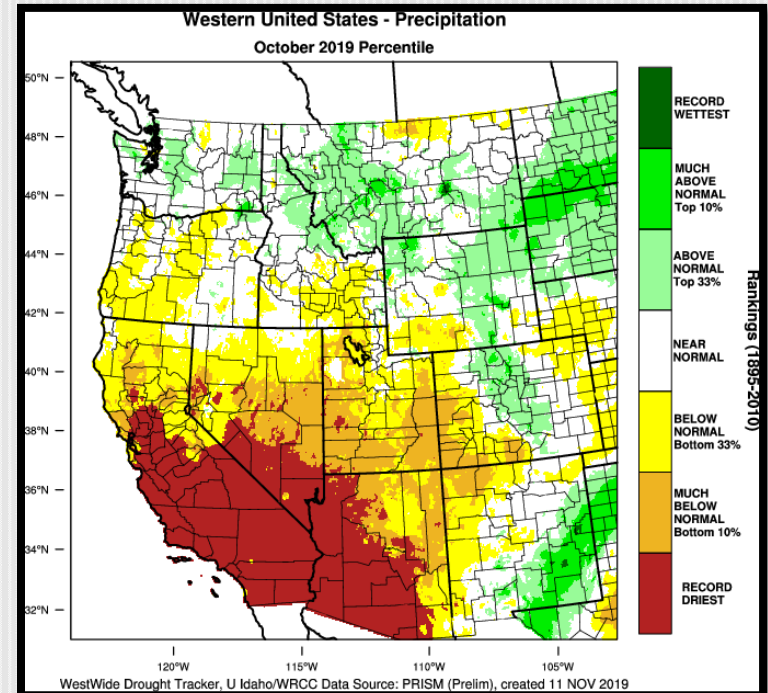 Western United States - Precipitation
October 2019 Percentile
50°N
48°N
46°N
44°N
42°N
40°N
38°N
36°N
34°N
32°N
120°W
115°W
110°W
105°W
RECORD
WETTEST
MUCH
ABOVE
NORMAL
Top 10%
ABOVE
NORMAL
Top 33%
NEAR
NORMAL
BELOW
NORMAL
Bottom 33%
MUCH
BELOW
NORMAL
Bottom 10%
RECORD
DRIEST
Rankings (1895-2010)
WestWide Drought Tracker, U Idaho/WRCC Data Source: PRISM (Prelim), created 11 NOV 2019